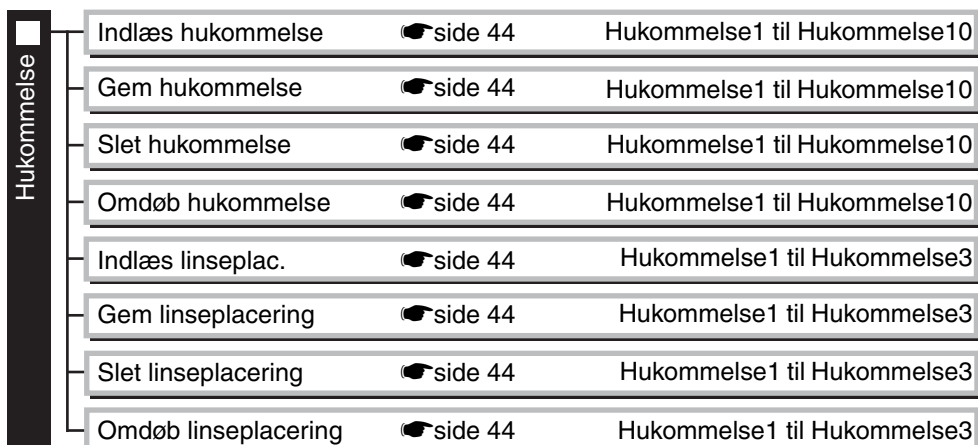 Hukommelse
Indlæs hukommelse ☛side 44 Hukommelse1 til Hukommelse10
Gem hukommelse ☛side 44 Hukommelse1 til Hukommelse10
Slet hukommelse ☛side 44 Hukommelse1 til Hukommelse10
Omdøb hukommelse ☛side 44 Hukommelse1 til Hukommelse10
Indlæs linseplac. ☛side 44 Hukommelse1 til Hukommelse3
Gem linseplacering ☛side 44 Hukommelse1 til Hukommelse3
Slet linseplacering ☛side 44 Hukommelse1 til Hukommelse3
Omdøb linseplacering ☛side 44 Hukommelse1 til Hukommelse3